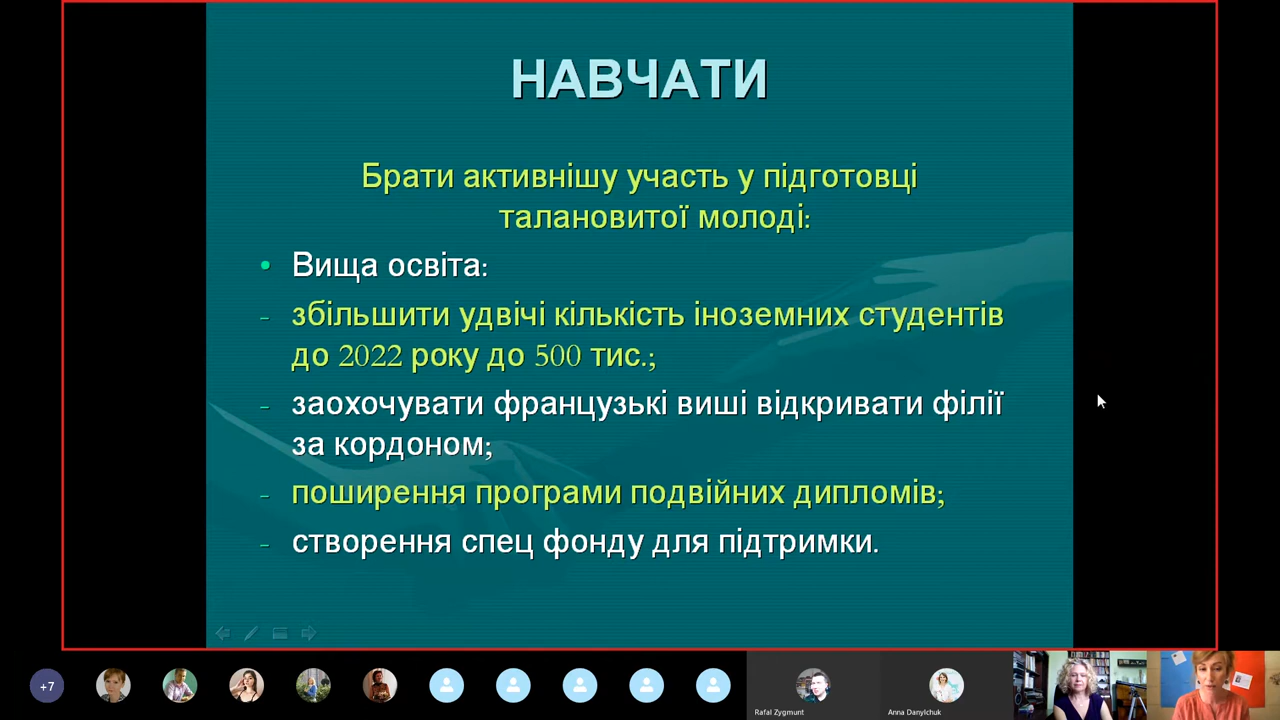 НАВЧАТИ
Брати активнішу участь у підготовці
талановитої молоді:
• Вища освіта:
- збільшити удвічі кількість іноземних студентів
до 2022 року до 500 тис.;
- заохочувати французькі виші відкривати філії
за кордоном;
- поширення програми подвійних дипломів;
- створення спец фонду для підтримки.
+7
Rafal Zygmunt
Anna Danylchuk